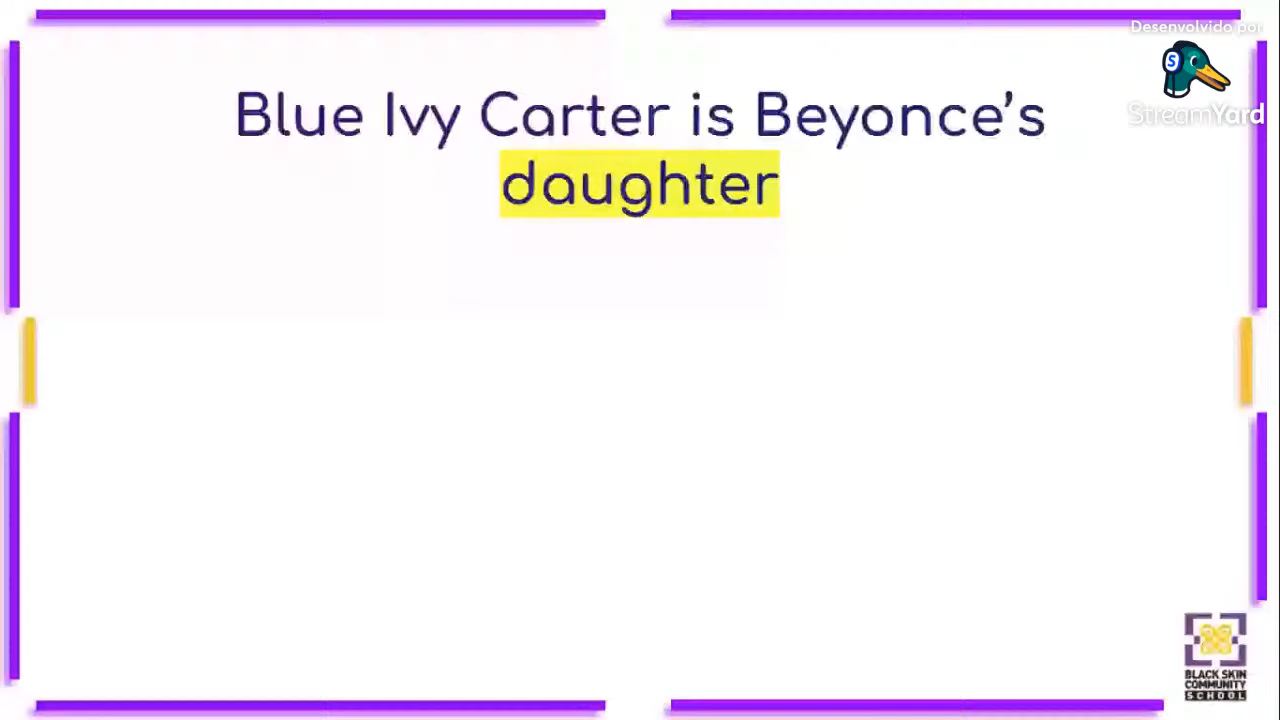 Desenvolvido por
S
StreamYard
Blue Ivy Carter is Beyonce’s
daughter
BLACK SKIN
COMMUNITY
SCHOOL